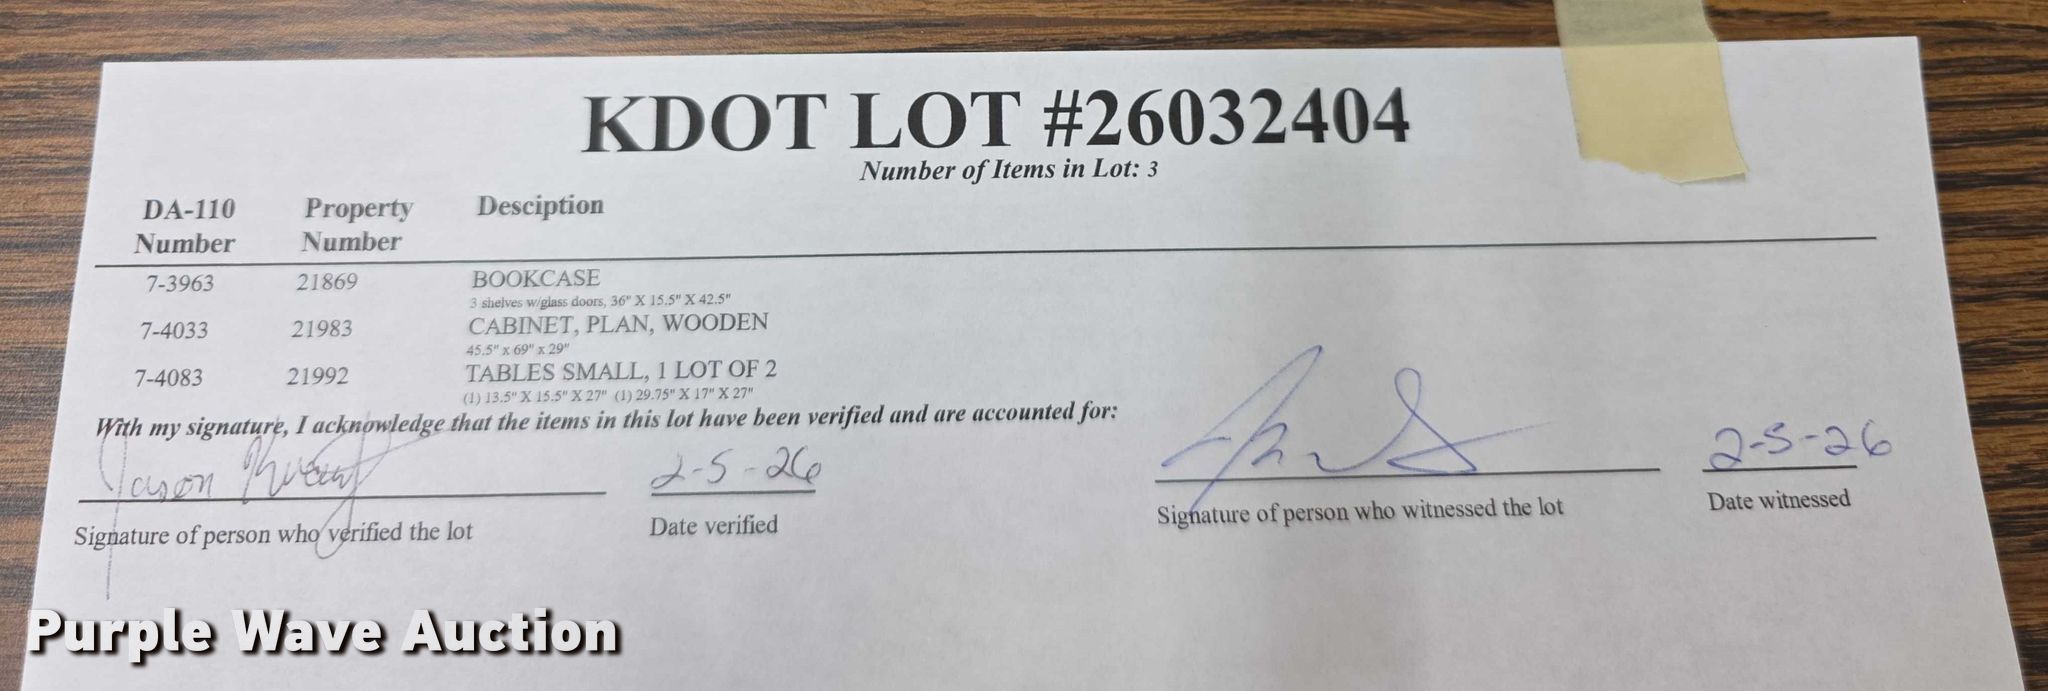 KDOT LOT #26032404
Number of Items in Lot: 3
DA-110 Number Property Number Desciption
7-3963 21869 BOOKCASE
3 shelves w/glass doors, 36" X 15.5" X 42.5"
7-4033 21983 CABINET, PLAN, WOODEN
45.5" x 69" x 29"
7-4083 21992 TABLES SMALL, 1 LOT OF 2
(1) 13.5" X 15.5" X 27" (1) 29.75" X 17" X 27"
With my signature, I acknowledge that the items in this lot have been verified and are accounted for:
Jason 2-5-26 2-5-26
Signature of person who verified the lot Date verified Signature of person who witnessed the lot Date witnessed
Purple Wave Auction